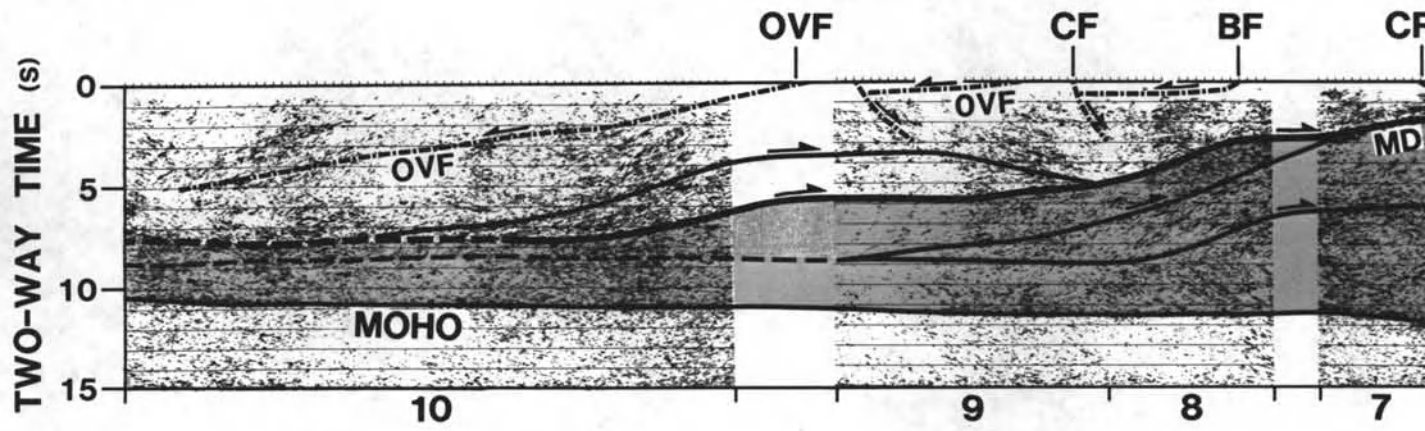 OVF CF BF CF
TWO-WAY TIME (s)
0
5
10
15
OVF
OVF
MD
MOHO
10 9 8 7